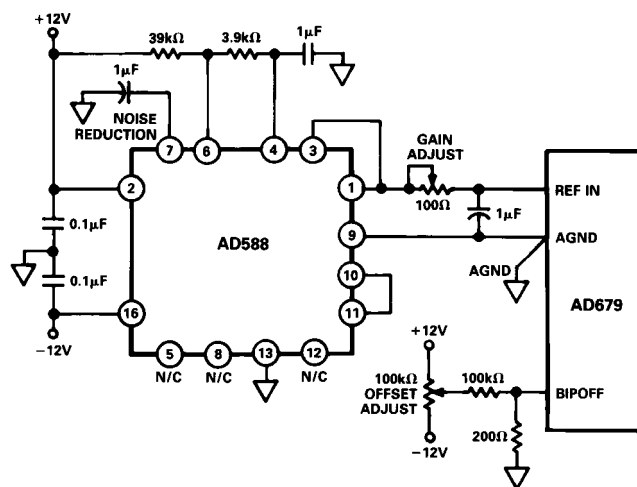 +12V
39kΩ
3.9kΩ
1μF
1μF
NOISE
REDUCTION
7
6
4
3
GAIN
ADJUST
2
1
100Ω
REF IN
0.1μF
1μF
AD588
9
AGND
0.1μF
10
AGND
AD679
16
11
-12V
5
8
13
12
N/C
N/C
N/C
+12V
100kΩ
OFFSET
ADJUST
100kΩ
BIPOFF
200Ω
-12V